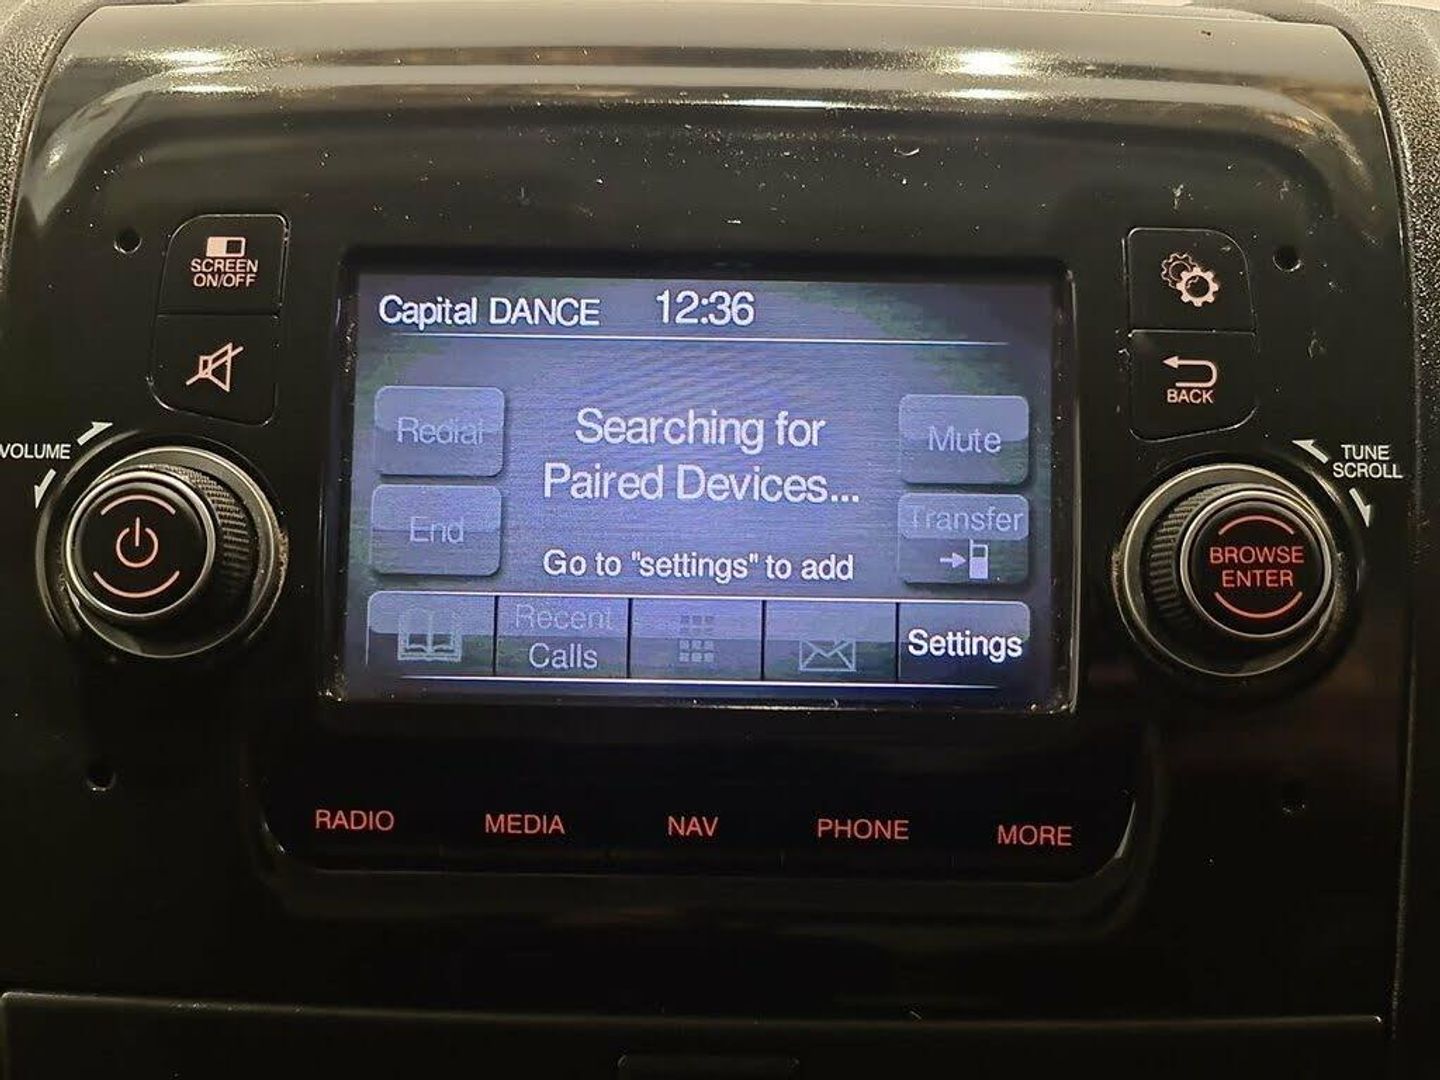 Capital DANCE 12:36
SCREEN
ON/OFF
VOLUME
Redial
End
Searching for
Paired Devices...
Go to "settings" to add
Mute
Transfer
Recent
Calls
Settings
BACK
TUNE
SCROLL
BROWSE
ENTER
RADIO MEDIA NAV PHONE MORE